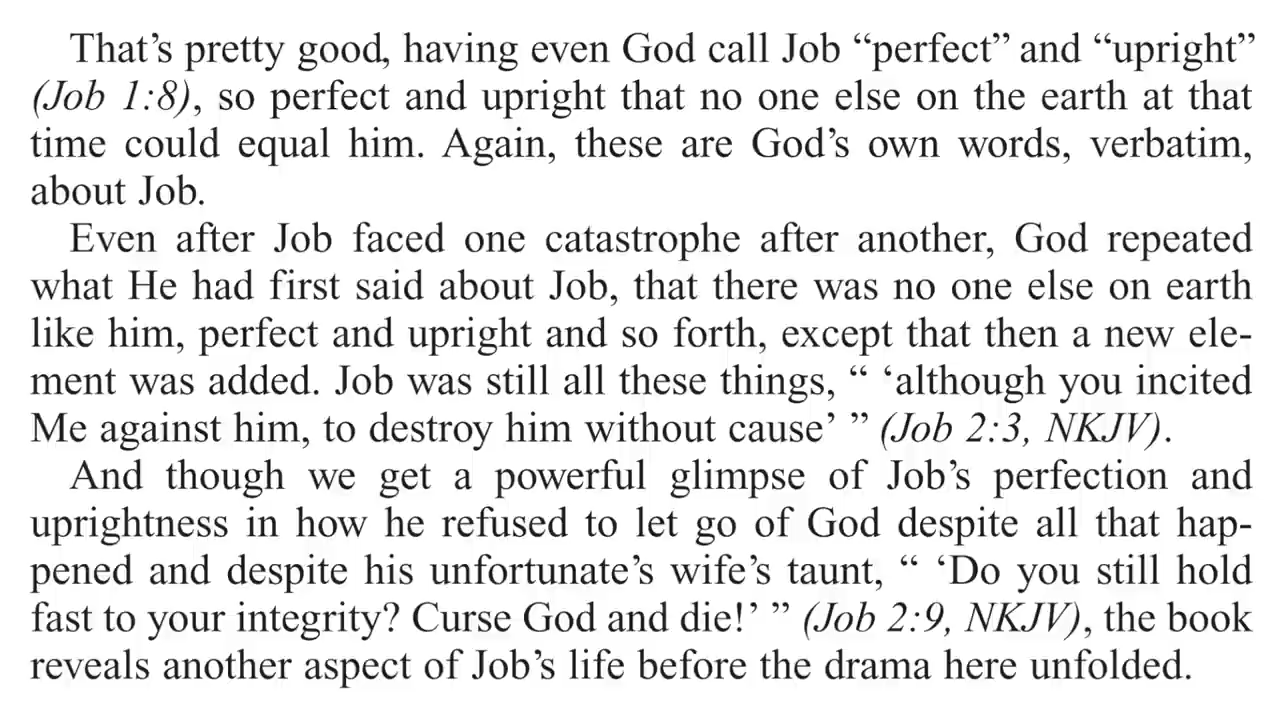 That’s pretty good, having even God call Job “perfect” and “upright”
(Job 1:8), so perfect and upright that no one else on the earth at that
time could equal him. Again, these are God’s own words, verbatim,
about Job.
Even after Job faced one catastrophe after another, God repeated
what He had first said about Job, that there was no one else on earth
like him, perfect and upright and so forth, except that then a new ele-
ment was added. Job was still all these things, “ ‘although you incited
Me against him, to destroy him without cause’ ” (Job 2:3, NKJV).
And though we get a powerful glimpse of Job’s perfection and
uprightness in how he refused to let go of God despite all that hap-
pened and despite his unfortunate’s wife’s taunt, “ ‘Do you still hold
fast to your integrity? Curse God and die!’ ” (Job 2:9, NKJV), the book
reveals another aspect of Job’s life before the drama here unfolded.